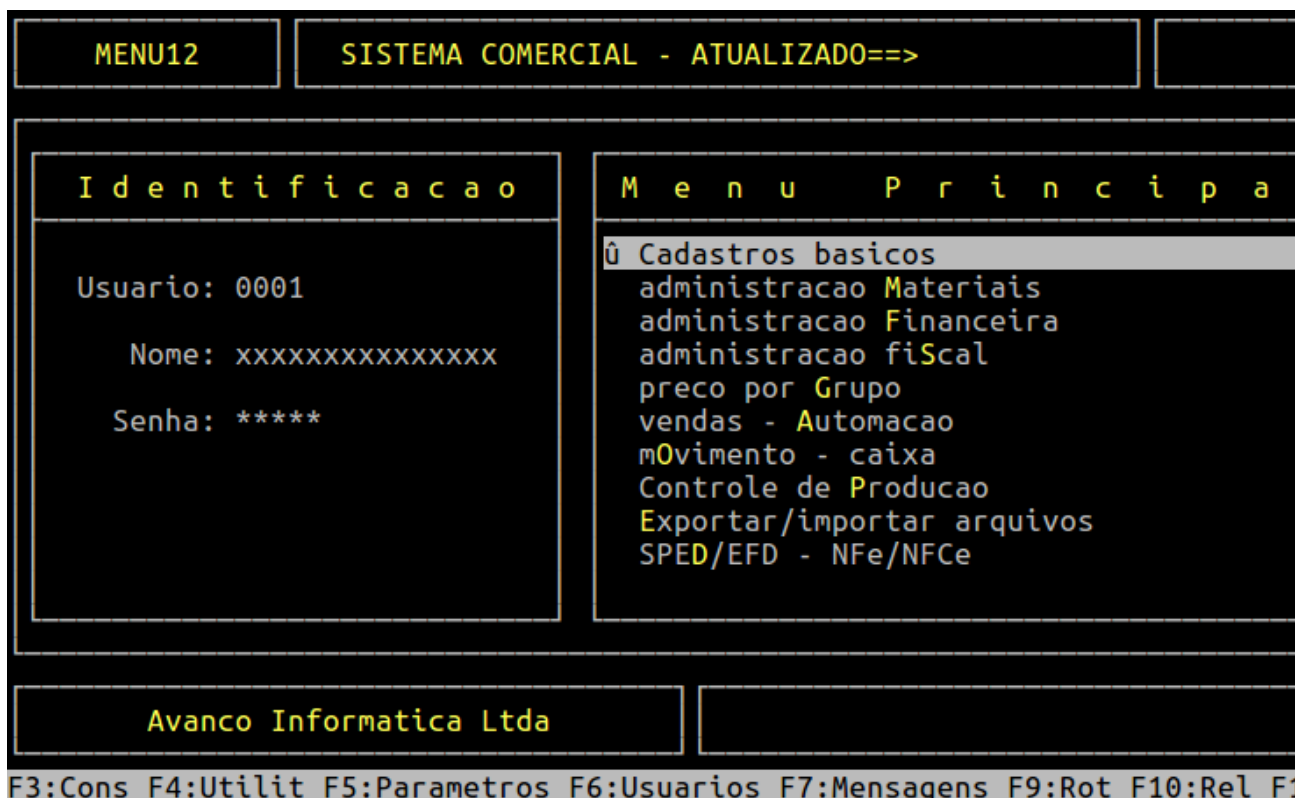 MENU12
SISTEMA COMERCIAL - ATUALIZADO==>
I d e n t i f i c a c a o
Usuario: 0001
Nome: xxxxxxxxxxxxxxx
Senha: *****
M e n u P r i n c i p a
û Cadastros basicos
administracao Materiais
administracao Financeira
administracao fiScal
preco por Grupo
vendas - Automacao
mOvimento - caixa
Controle de Producao
Exportar/importar arquivos
SPED/EFD - NFe/NFCe
Avanco Informatica Ltda
F3:Cons F4:Utilit F5:Parametros F6:Usuarios F7:Mensagens F9:Rot F10:Rel